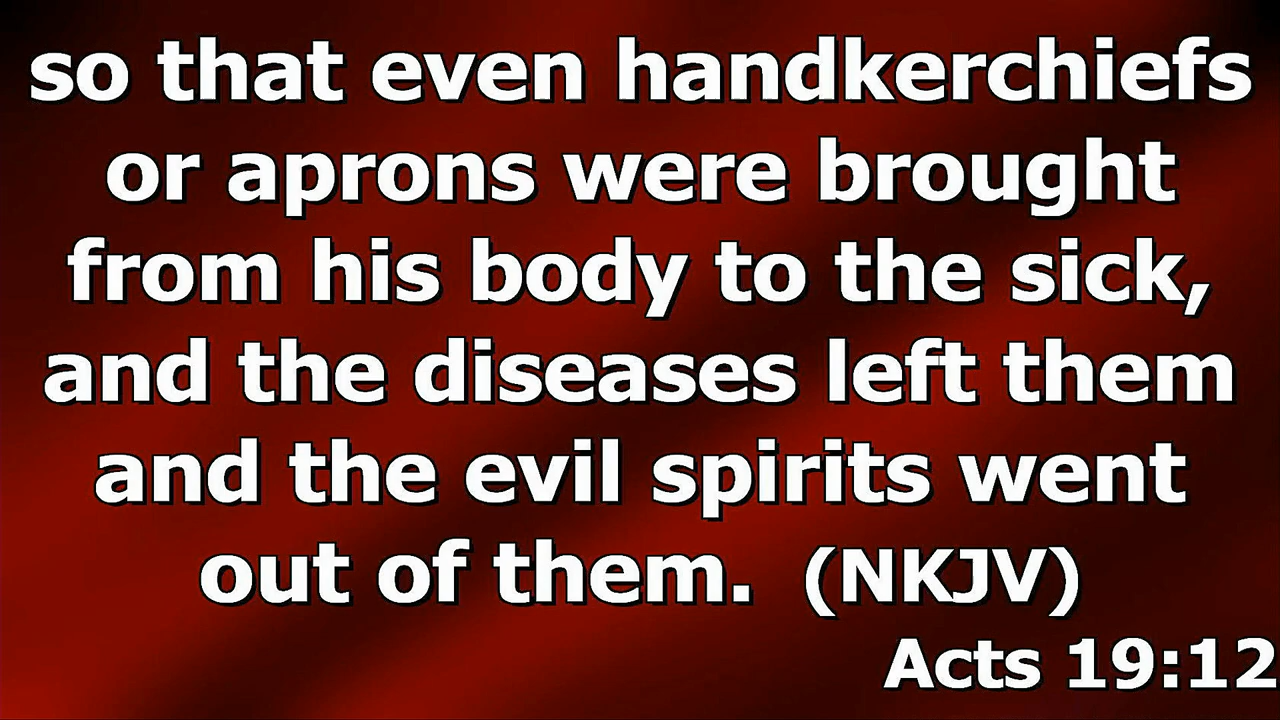 so that even handkerchiefs
or aprons were brought
from his body to the sick,
and the diseases left them
and the evil spirits went
out of them. (NKJV)
Acts 19:12